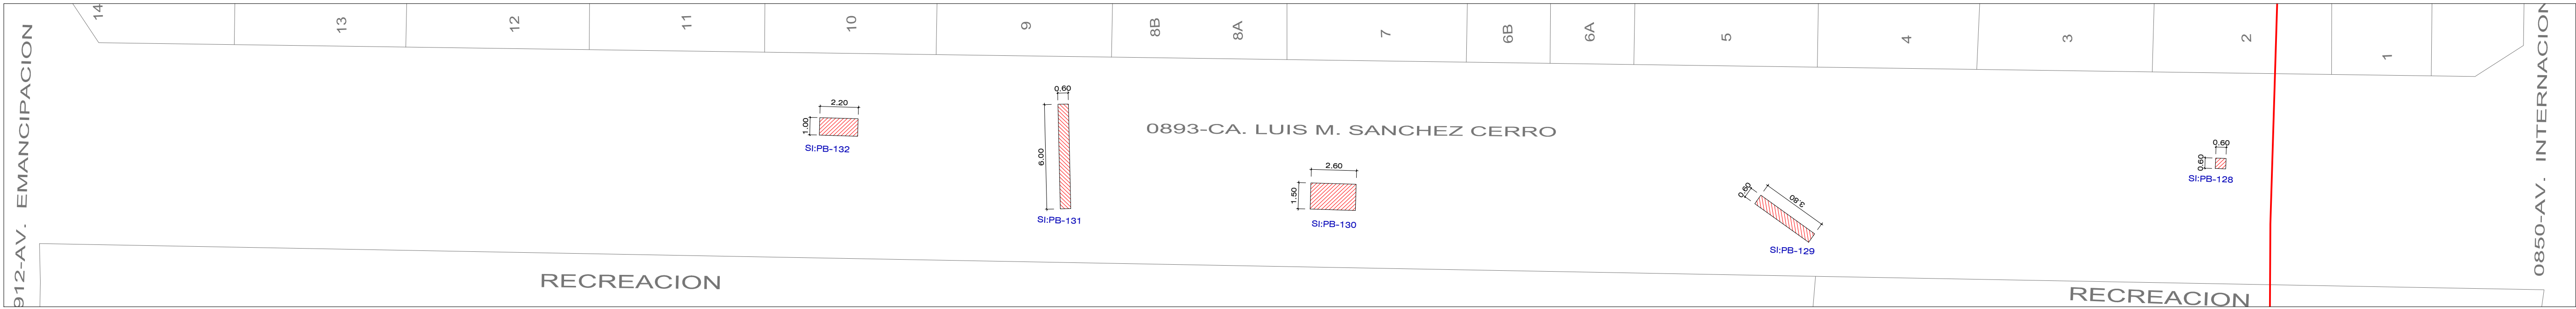 14
13
12
11
10
9
8B
8A
7
6B
6A
5
4
3
2
1
912-AV. EMANCIPACION
0850-AV. INTERNACION
0893-CA. LUIS M. SANCHEZ CERRO
2.20
1.00
SI:PB-132
0.60
6.00
SI:PB-131
2.60
1.50
SI:PB-130
0.60
3.80
SI:PB-129
0.60
0.60
SI:PB-128
RECREACION
RECREACION